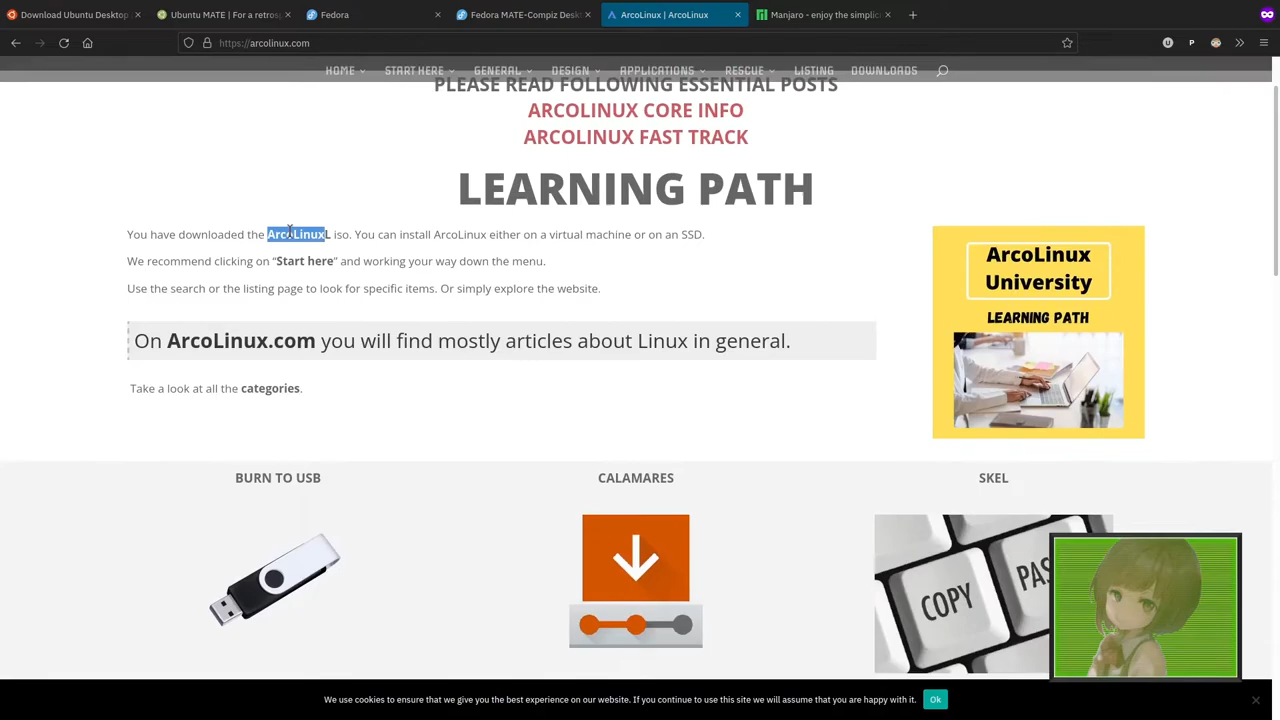 Download Ubuntu Desktop
Ubuntu MATE | For a retrosp
Fedora
Fedora MATE-Compiz Desk
ArcoLinux | ArcoLinux
Manjaro - enjoy the simplic
https://arcolinux.com
HOME
START HERE
GENERAL
DESIGN
APPLICATIONS
RESCUE
LISTING
DOWNLOADS
PLEASE READ FOLLOWING ESSENTIAL POSTS
ARCOLINUX CORE INFO
ARCOLINUX FAST TRACK
LEARNING PATH
You have downloaded the ArcoLinuxL iso. You can install ArcoLinux either on a virtual machine or on an SSD.
We recommend clicking on “Start here” and working your way down the menu.
Use the search or the listing page to look for specific items. Or simply explore the website.
On ArcoLinux.com you will find mostly articles about Linux in general.
Take a look at all the categories.
ArcoLinux
University
LEARNING PATH
BURN TO USB
CALAMARES
SKEL
COPY
PAS
We use cookies to ensure that we give you the best experience on our website. If you continue to use this site we will assume that you are happy with it.
Ok